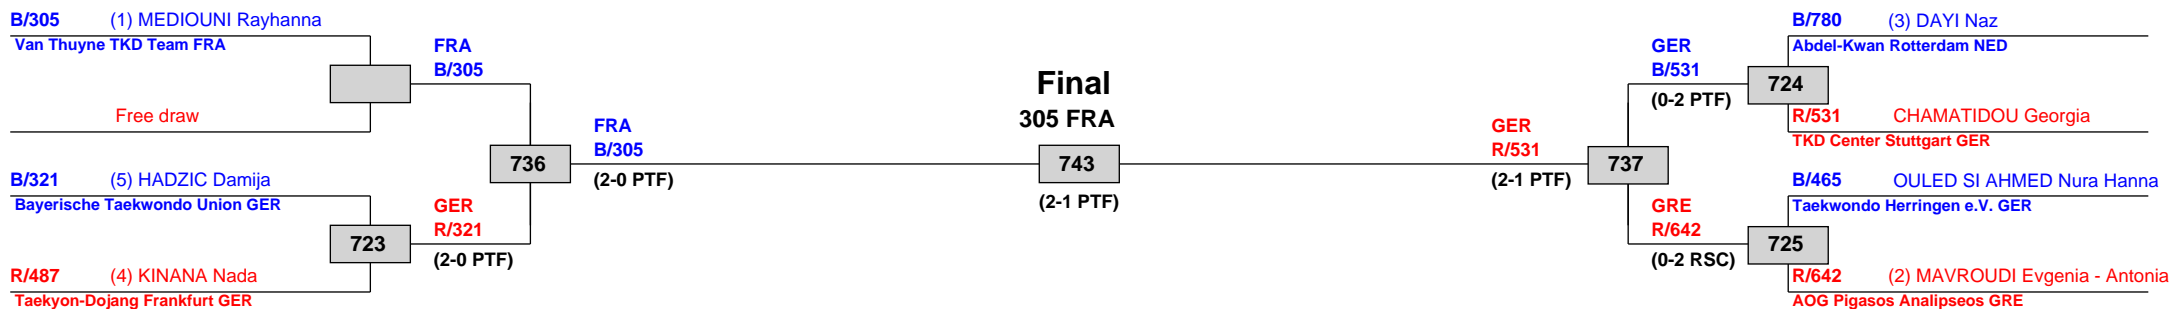 B/305 (1) MEDIOUNI Rayhanna
Van Thuyne TKD Team FRA
Free draw
B/321 (5) HADZIC Damija
Bayerische Taekwondo Union GER
723
R/487 (4) KINANA Nada
Taekyon-Dojang Frankfurt GER
FRA
B/305
GER
R/321
(2-0 PTF)
736
FRA
B/305
(2-0 PTF)
Final
305 FRA
743
(2-1 PTF)
GER
R/531
(2-1 PTF)
737
GER
B/531
(0-2 PTF)
GRE
R/642
(0-2 RSC)
B/780 (3) DAYI Naz
Abdel-Kwan Rotterdam NED
724
R/531 CHAMATIDOU Georgia
TKD Center Stuttgart GER
B/465 OULED SI AHMED Nura Hanna
Taekwondo Herringen e.V. GER
725
R/642 (2) MAVROUDI Evgenia - Antonia
AOG Pigasos Analipseos GRE